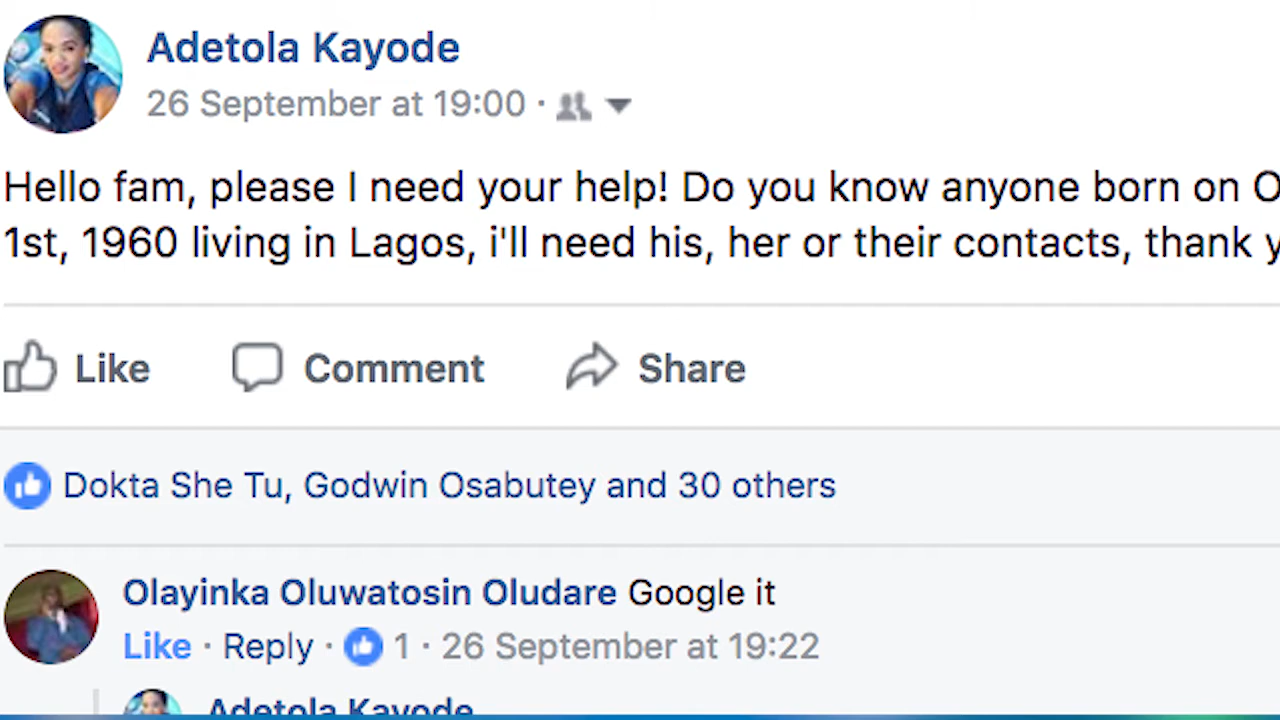 Adetola Kayode
26 September at 19:00 ·
Hello fam, please I need your help! Do you know anyone born on O
1st, 1960 living in Lagos, i'll need his, her or their contacts, thank y
Like Comment Share
Dokta She Tu, Godwin Osabutey and 30 others
Olayinka Oluwatosin Oludare Google it
Like · Reply · 1 · 26 September at 19:22
Adetola Kayode